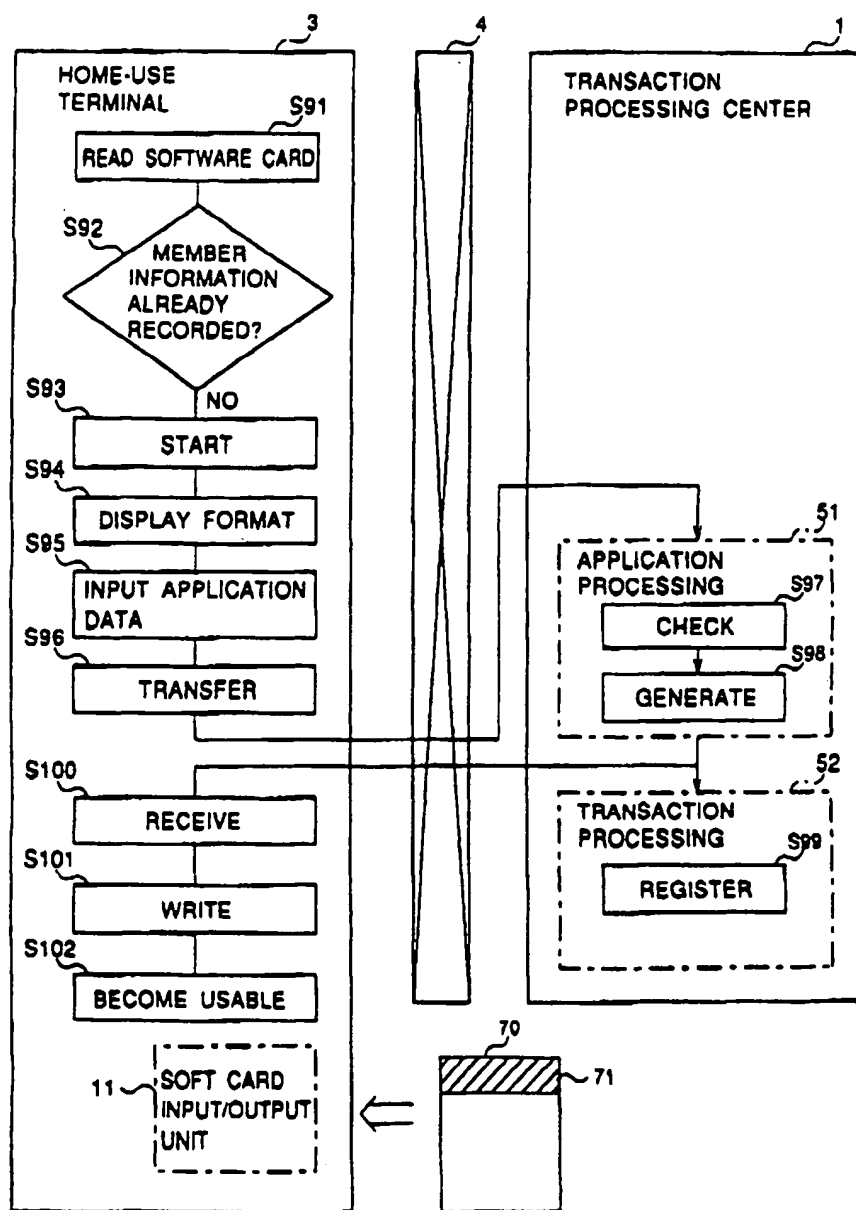 3
4
1
HOME-USE
TERMINAL
TRANSACTION
PROCESSING CENTER
S91
READ SOFTWARE CARD
S92
MEMBER
INFORMATION
ALREADY
RECORDED?
NO
S93
START
S94
DISPLAY FORMAT
S95
INPUT APPLICATION
DATA
S96
TRANSFER
51
APPLICATION
PROCESSING
S97
CHECK
S98
GENERATE
S100
RECEIVE
S101
WRITE
S102
BECOME USABLE
52
TRANSACTION
PROCESSING
S99
REGISTER
11
SOFT CARD
INPUT/OUTPUT
UNIT
70
71